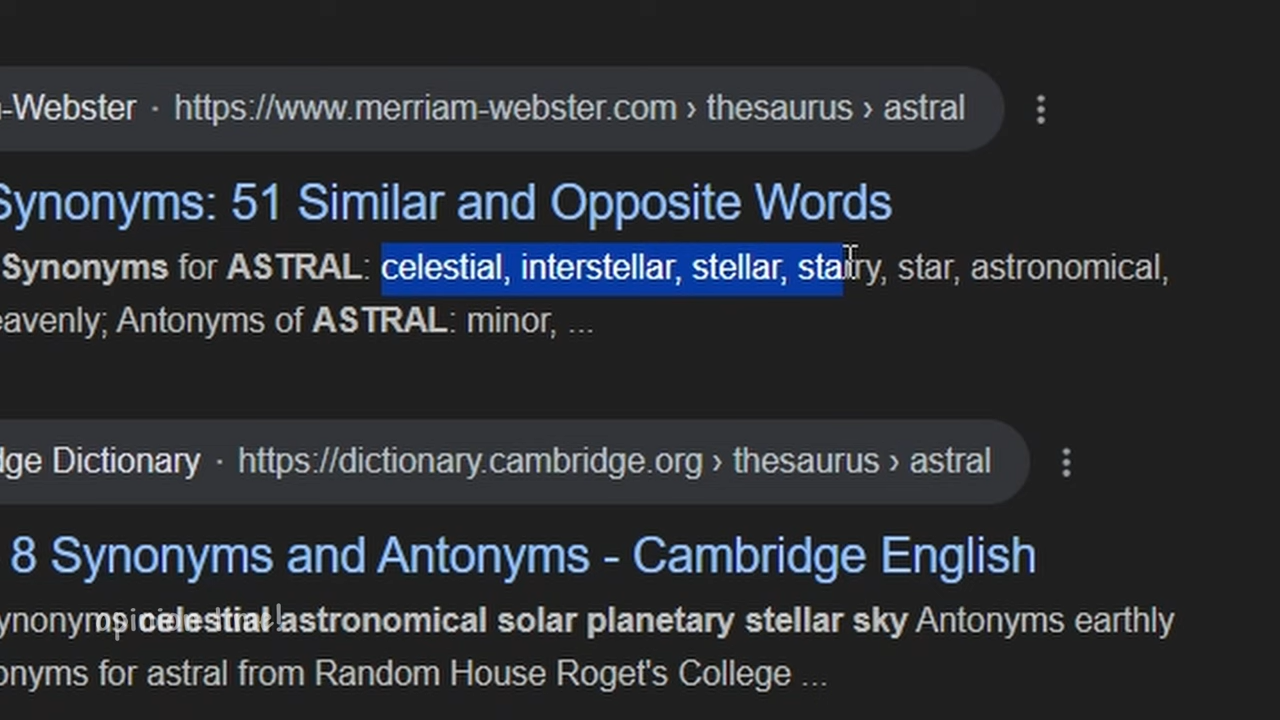 -Webster · https://www.merriam-webster.com › thesaurus › astral
Synonyms: 51 Similar and Opposite Words
Synonyms for ASTRAL: celestial, interstellar, stellar, starry, star, astronomical,
eavenly; Antonyms of ASTRAL: minor, ...
dge Dictionary · https://dictionary.cambridge.org › thesaurus › astral
8 Synonyms and Antonyms - Cambridge English
ynonyms celestial astronomical solar planetary stellar sky Antonyms earthly
onyms for astral from Random House Roget's College ...